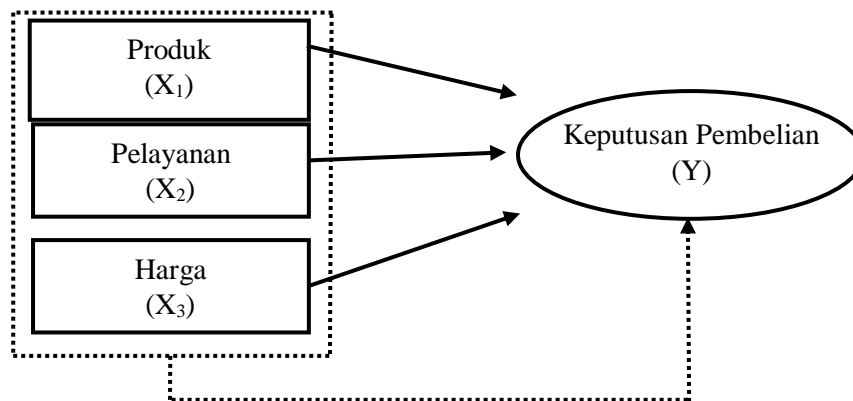 Produk
(X₁)
Pelayanan
(X₂)
Harga
(X₃)
Keputusan Pembelian
(Y)